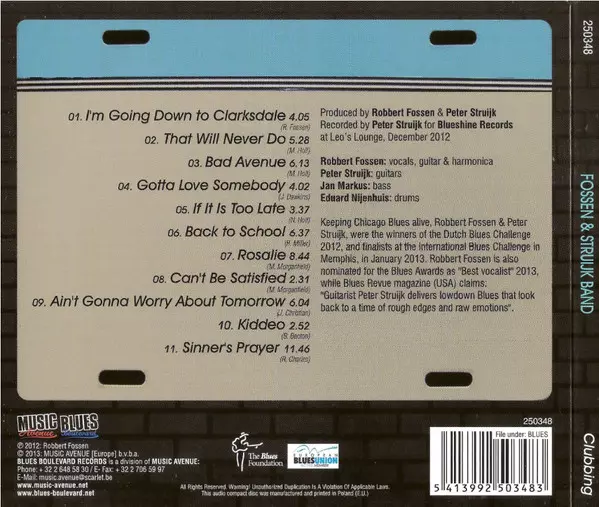 01. I'm Going Down to Clarksdale 4.05
(R. Fossen)
02. That Will Never Do 5.28
(M. Holt)
03. Bad Avenue 6.13
(M. Holt)
04. Gotta Love Somebody 4.02
(J. Dawkins)
05. If It Is Too Late 3.37
(N. Holt)
06. Back to School 6.37
(R. Miller)
07. Rosalie 8.44
(M. Morganfield)
08. Can't Be Satisfied 2.31
(M. Morganfield)
09. Ain't Gonna Worry About Tomorrow 6.04
(J. Christian)
10. Kiddeo 2.52
(B. Benton)
11. Sinner's Prayer 11.46
(R. Charles)
Produced by Robbert Fossen & Peter Struijk
Recorded by Peter Struijk for Blueshine Records
at Leo's Lounge, December 2012
Robbert Fossen: vocals, guitar & harmonica
Peter Struijk: guitars
Jan Markus: bass
Eduard Nijenhuis: drums
Keeping Chicago Blues alive, Robbert Fossen & Peter
Struijk, were the winners of the Dutch Blues Challenge
2012, and finalists at the International Blues Challenge in
Memphis, in January 2013. Robbert Fossen is also
nominated for the Blues Awards as "Best vocalist" 2013,
while Blues Revue magazine (USA) claims:
"Guitarist Peter Struijk delivers lowdown Blues that look
back to a time of rough edges and raw emotions".
MUSIC Avenue
BLUES Boulevard
℗ 2012: Robbert Fossen
© 2013: MUSIC AVENUE [Europe] b.v.b.a.
BLUES BOULEVARD RECORDS is a division of MUSIC AVENUE:
Phone: + 32 2 648 58 30 / E- Fax: + 32 2 706 59 97
E-Mail: music.avenue@scarlet.be
www.music-avenue.net
www.blues-boulevard.net
The Blues
Foundation
EUROPEAN
BLUES UNION
MEMBER
All Rights Reserved. Warning! Unsouthorized Duplication Is A Violation Of Applicable Laws.
This audio compact disc was manufactured and printed in Poland (E.U.)
250348
File under: BLUES
5 413992 503483
250348
FOSSEN & STRUIJK BAND
Clubbing